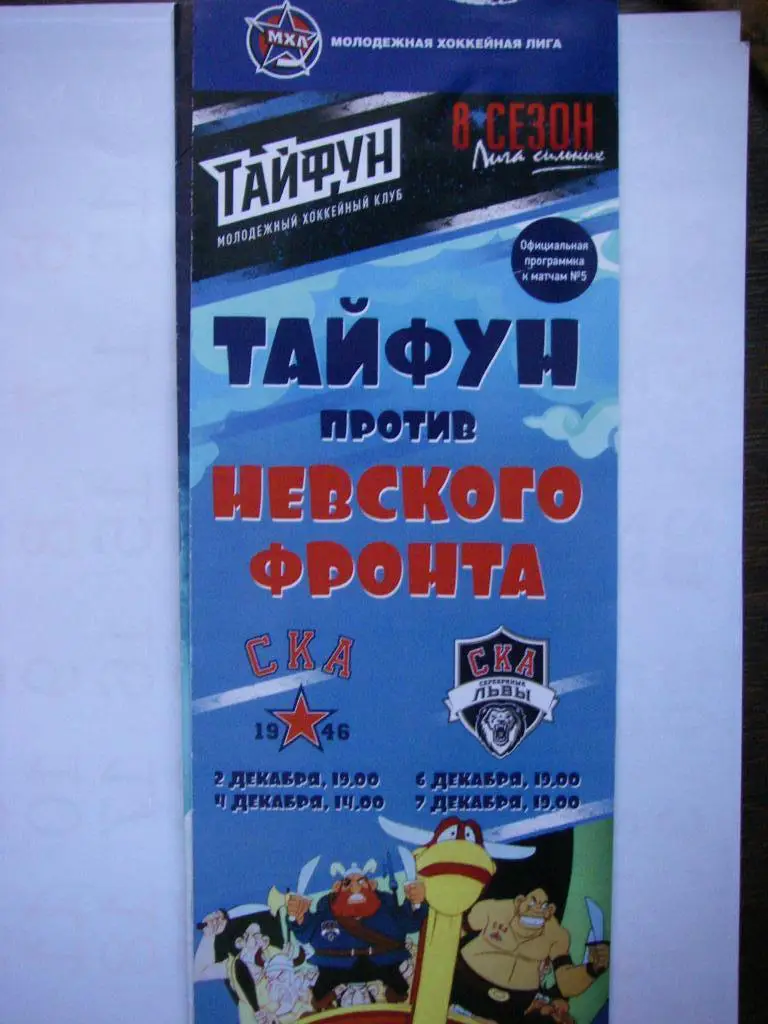 МХЛ
МОЛОДЕЖНАЯ ХОККЕЙНАЯ ЛИГА
8 СЕЗОН
Лига сильных
ТАЙФУН
МОЛОДЕЖНЫЙ ХОККЕЙНЫЙ КЛУБ
Официальная
программка
к матчам №5
ТАЙФУН
ПРОТИВ
НЕВСКОГО
ФРОНТА
СКА
1946
СКА
СЕРЕБРЯНЫЕ
ЛЬВЫ
2 ДЕКАБРЯ, 19.00
4 ДЕКАБРЯ, 14.00
6 ДЕКАБРЯ, 19.00
7 ДЕКАБРЯ, 19.00
СКА